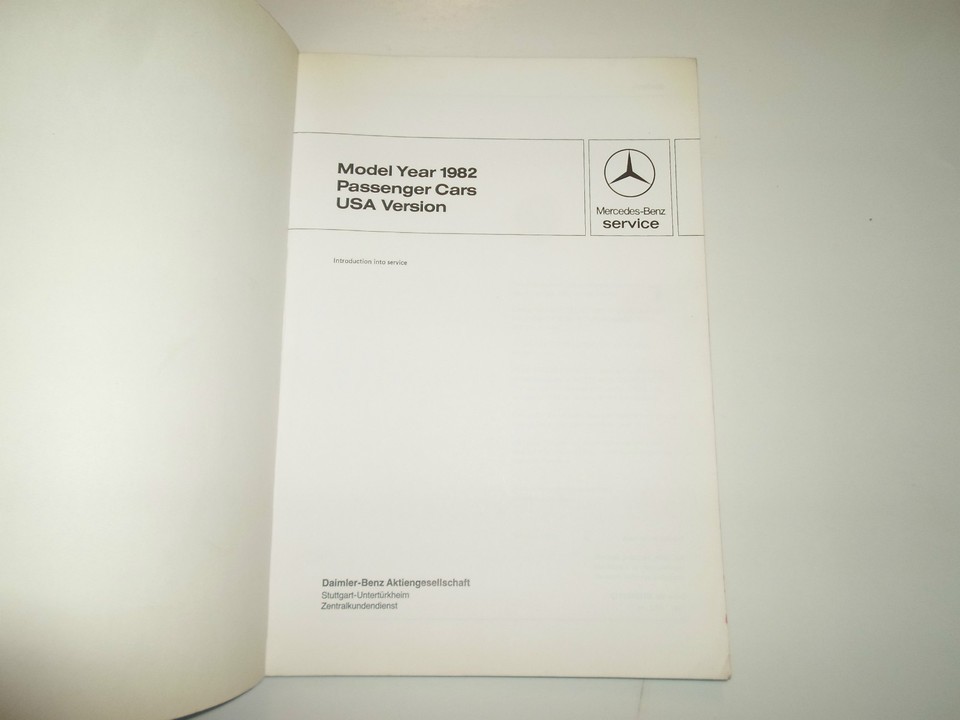 Model Year 1982
Passenger Cars
USA Version
Mercedes-Benz
service
Introduction into service
Daimler-Benz Aktiengesellschaft
Stuttgart-Untertürkheim
Zentralkundendienst